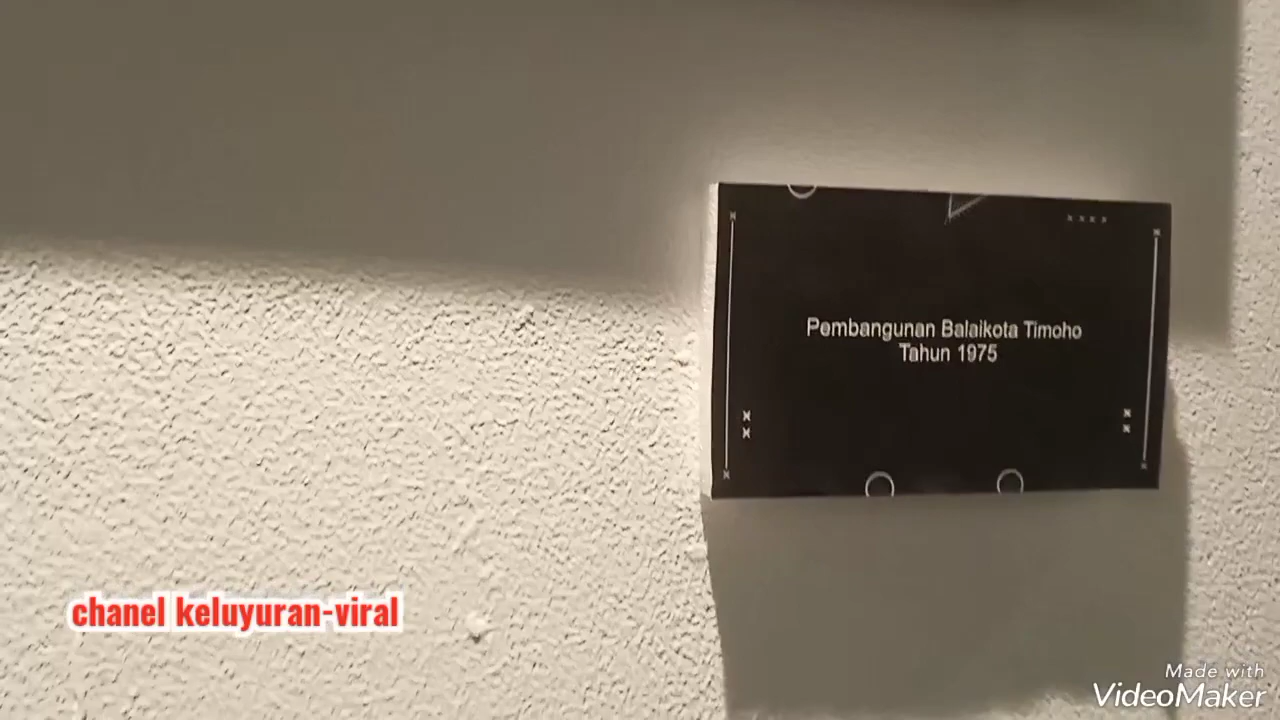 Pembangunan Balaikota Timoho
Tahun 1975
chanel keluyuran-viral
Made with
VideoMaker